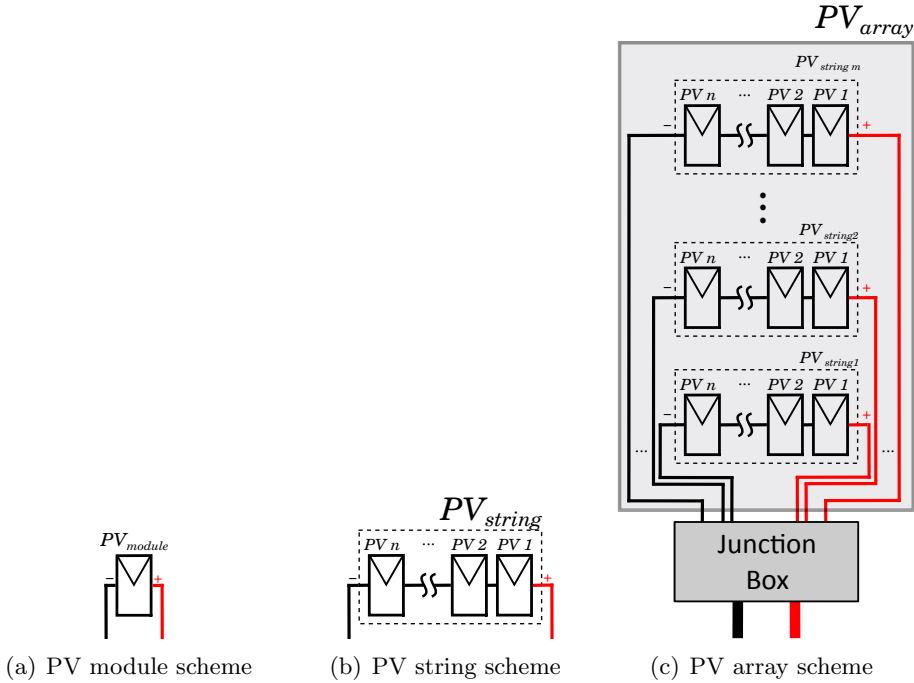 PV_module
−
+
(a) PV module scheme
PV_string
PV n ... PV 2 PV 1
−
+
(b) PV string scheme
PV_array
PV_string m
PV n ... PV 2 PV 1
−
+
PV_string2
PV n ... PV 2 PV 1
−
+
PV_string1
PV n ... PV 2 PV 1
−
+
... ...
Junction
Box
(c) PV array scheme